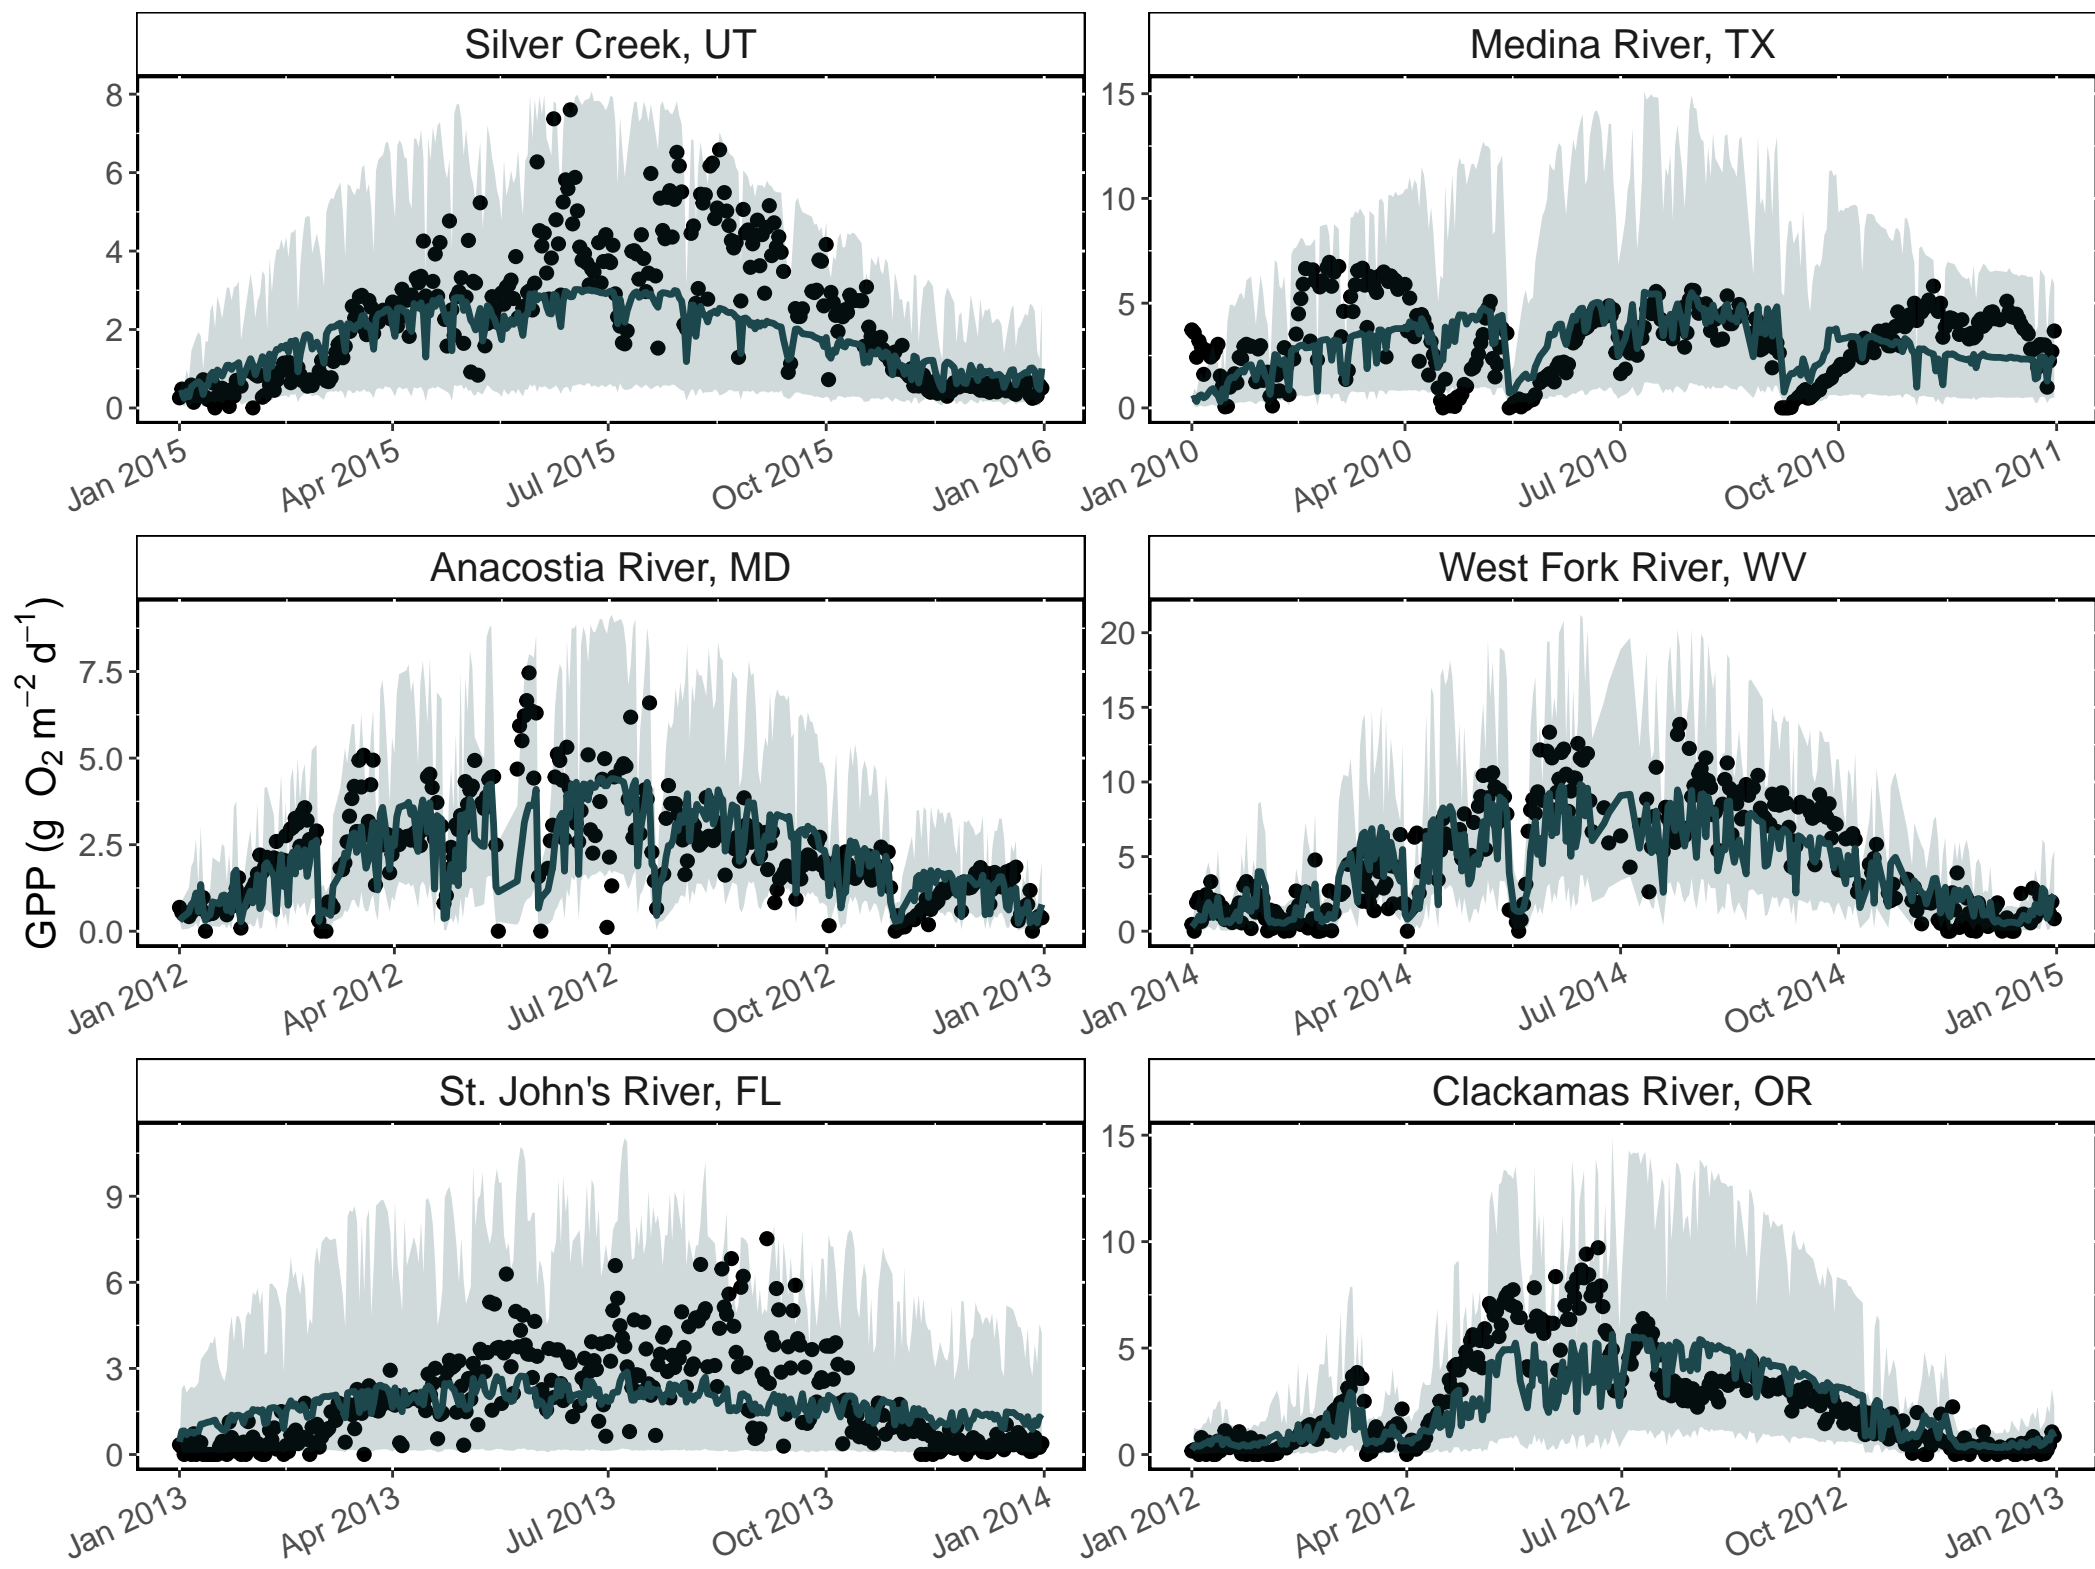 Silver Creek, UT
Medina River, TX
8
6
4
2
0
15
10
5
0
Jan 2015
Apr 2015
Jul 2015
Oct 2015
Jan 2016
Jan 2010
Apr 2010
Jul 2010
Oct 2010
Jan 2011
GPP (g O₂ m⁻² d⁻¹)
Anacostia River, MD
West Fork River, WV
7.5
5.0
2.5
0.0
20
15
10
5
0
Jan 2012
Apr 2012
Jul 2012
Oct 2012
Jan 2013
Jan 2014
Apr 2014
Jul 2014
Oct 2014
Jan 2015
St. John's River, FL
Clackamas River, OR
9
6
3
0
15
10
5
0
Jan 2013
Apr 2013
Jul 2013
Oct 2013
Jan 2014
Jan 2012
Apr 2012
Jul 2012
Oct 2012
Jan 2013